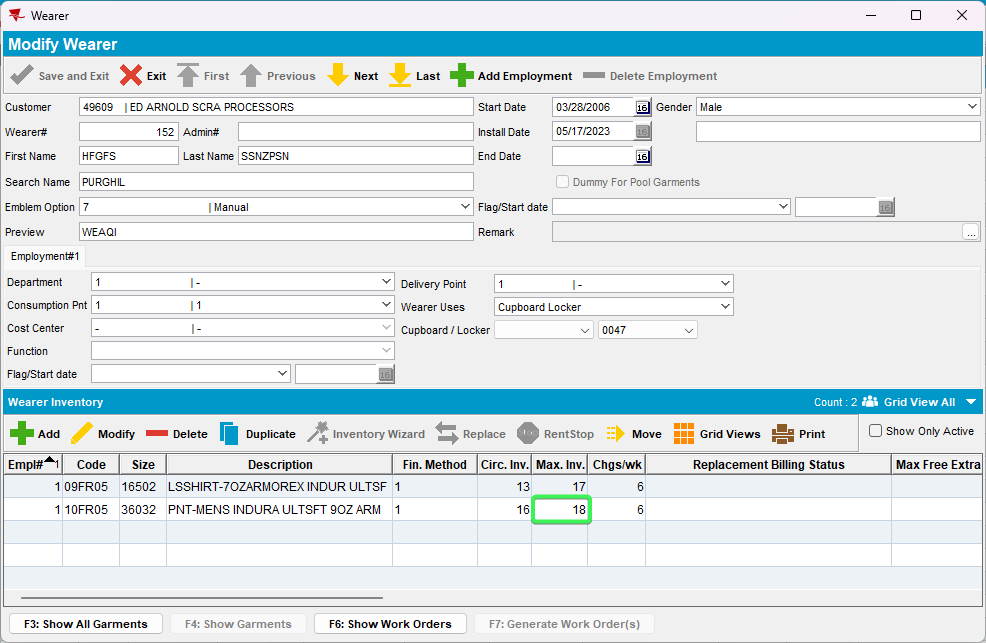 Wearer
Modify Wearer
Save and Exit Exit First Previous Next Last Add Employment Delete Employment
Customer 49609 | ED ARNOLD SCRA PROCESSORS Start Date 03/28/2006 16 Gender Male
Wearer# 152 Admin# Install Date 05/17/2023 16
First Name HFGFS Last Name SSNZPSN End Date 16
Search Name PURGHIL Dummy For Pool Garments
Emblem Option 7 | Manual Flag/Start date 16
Preview WEAQI Remark ...
Employment#1
Department 1 | - Delivery Point 1 | -
Consumption Pnt 1 | 1 Wearer Uses Cupboard Locker
Cost Center - | - Cupboard / Locker 0047
Function
Flag/Start date 16
Wearer Inventory Count : 2 Grid View All
Add Modify Delete Duplicate Inventory Wizard Replace RentStop Move Grid Views Print Show Only Active
Empl# 1 Code Size Description Fin. Method Circ. Inv. Max. Inv. Chgs/wk Replacement Billing Status Max Free Extra
1 09FR05 16502 LSSHIRT-7OZARMOREX INDUR ULTSF 1 13 17 6
1 10FR05 36032 PNT-MENS INDURA ULTSFT 9OZ ARM 1 16 18 6
F3: Show All Garments F4: Show Garments F6: Show Work Orders F7: Generate Work Order(s)